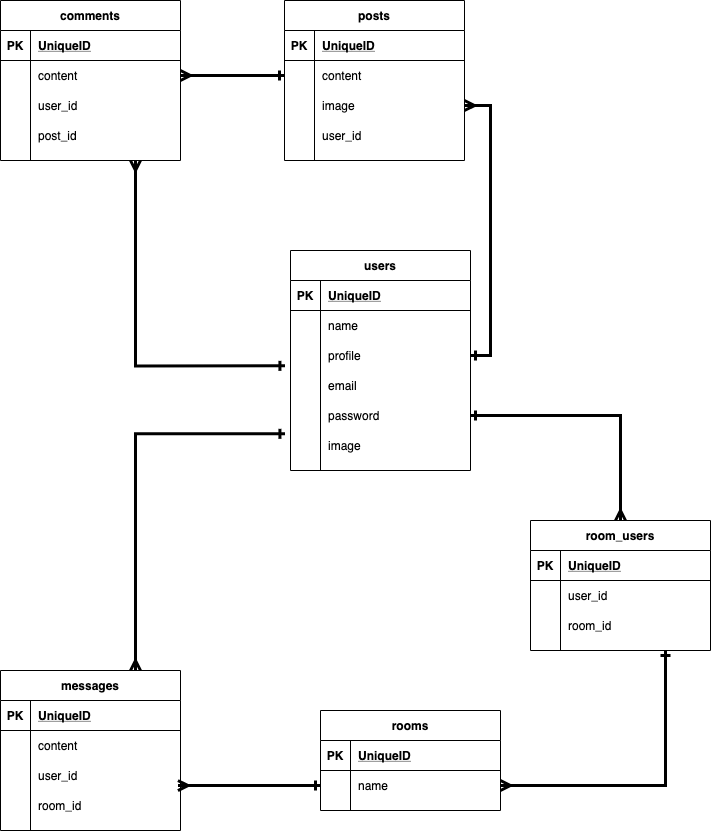 comments
PK UniqueID
content
user_id
post_id
posts
PK UniqueID
content
image
user_id
users
PK UniqueID
name
profile
email
password
image
room_users
PK UniqueID
user_id
room_id
messages
PK UniqueID
content
user_id
room_id
rooms
PK UniqueID
name